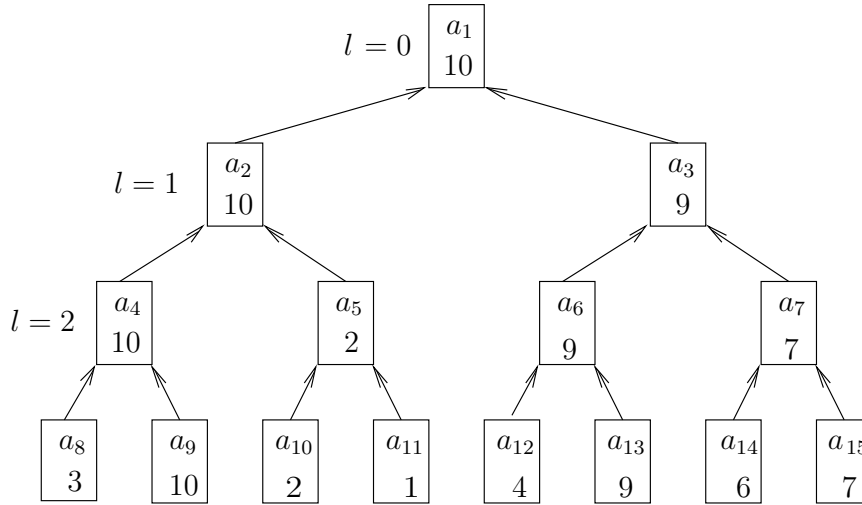 l = 0
a₁
10
l = 1
a₂
10
a₃
9
l = 2
a₄
10
a₅
2
a₆
9
a₇
7
a₈
3
a₉
10
a₁₀
2
a₁₁
1
a₁₂
4
a₁₃
9
a₁₄
6
a₁₅
7